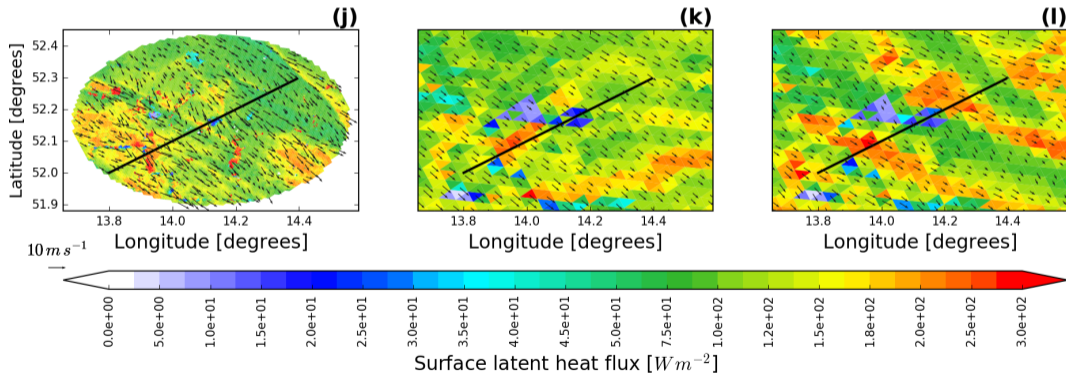 (j) (k) (l)
Latitude [degrees]
52.4
52.3
52.2
52.1
52.0
51.9
13.8 14.0 14.2 14.4 13.8 14.0 14.2 14.4 13.8 14.0 14.2 14.4
Longitude [degrees] Longitude [degrees] Longitude [degrees]
10 m s⁻¹
0.0e+00 5.0e+00 1.0e+01 1.5e+01 2.0e+01 2.5e+01 3.0e+01 3.5e+01 4.0e+01 4.5e+01 5.0e+01 7.5e+01 1.0e+02 1.2e+02 1.5e+02 1.8e+02 2.0e+02 2.5e+02 3.0e+02
Surface latent heat flux [W m⁻²]